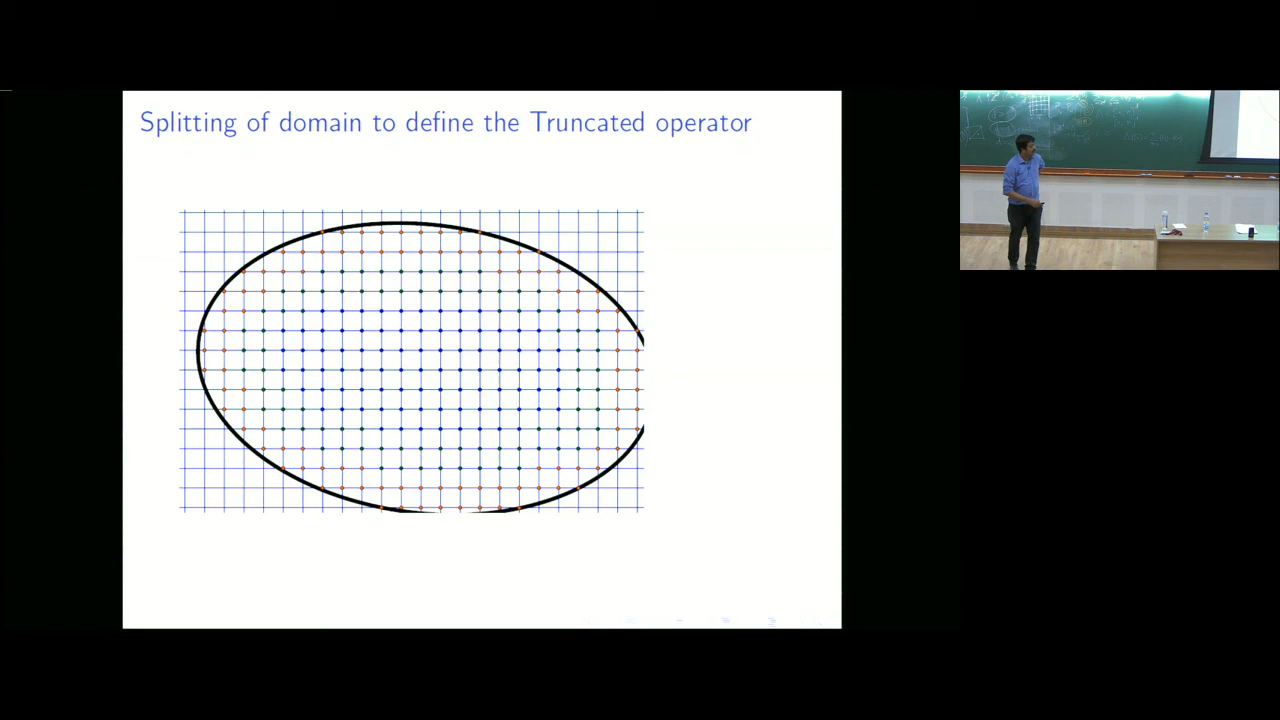 Splitting of domain to define the Truncated operator